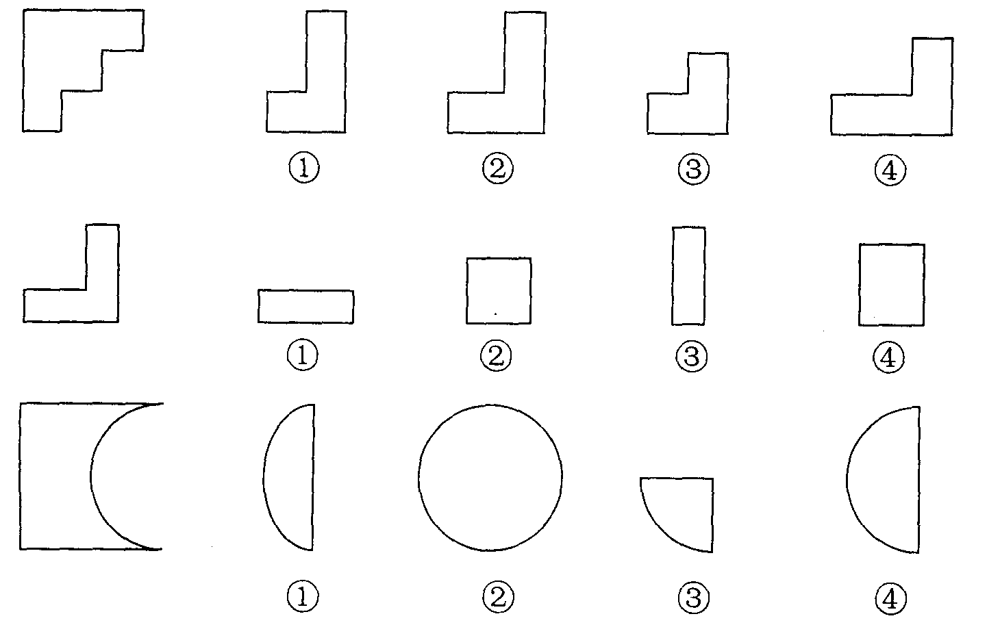 ① ② ③ ④
① ② ③ ④
① ② ③ ④